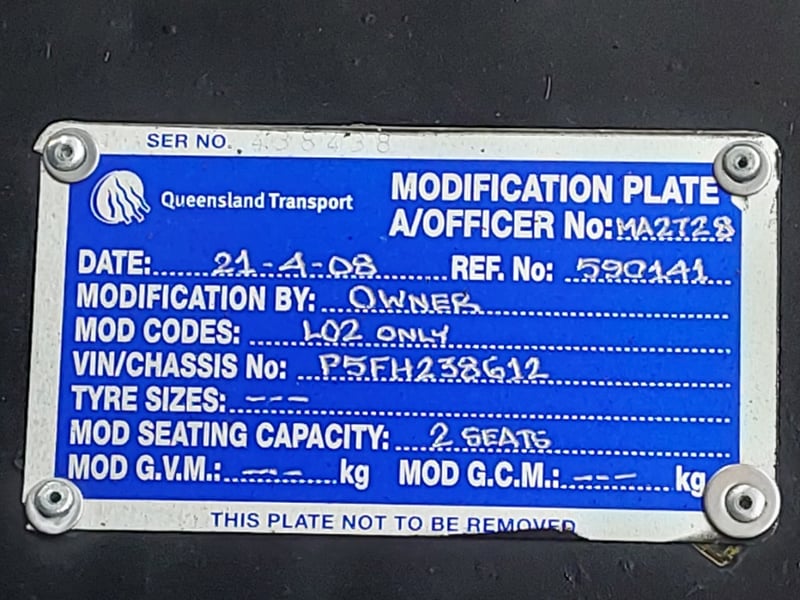 SER NO. 438438
Queensland Transport
MODIFICATION PLATE
A/OFFICER No: MA2T28
DATE: 21-4-08 REF. No: 590141
MODIFICATION BY: OWNER
MOD CODES: LO2 ONLY
VIN/CHASSIS No: P5FH238612
TYRE SIZES: ---
MOD SEATING CAPACITY: 2 SEATS
MOD G.V.M.: --- kg MOD G.C.M.: --- kg
THIS PLATE NOT TO BE REMOVED